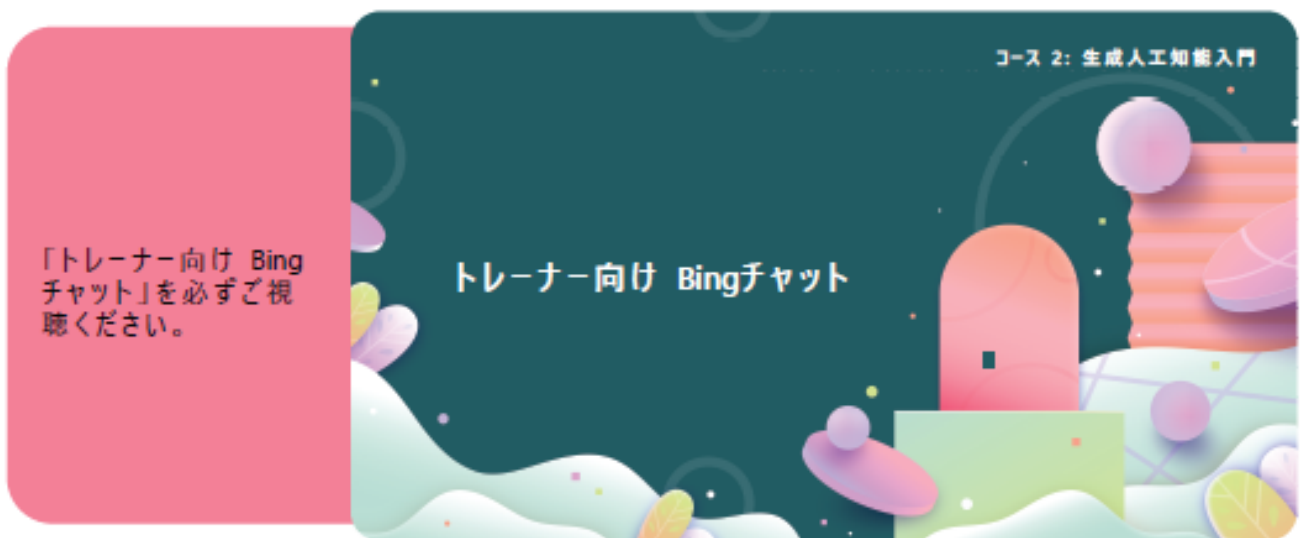 「トレーナー向け Bing
チャット」を必ずご視
聴ください。
コース 2: 生成人工知能入門
トレーナー向け Bingチャット